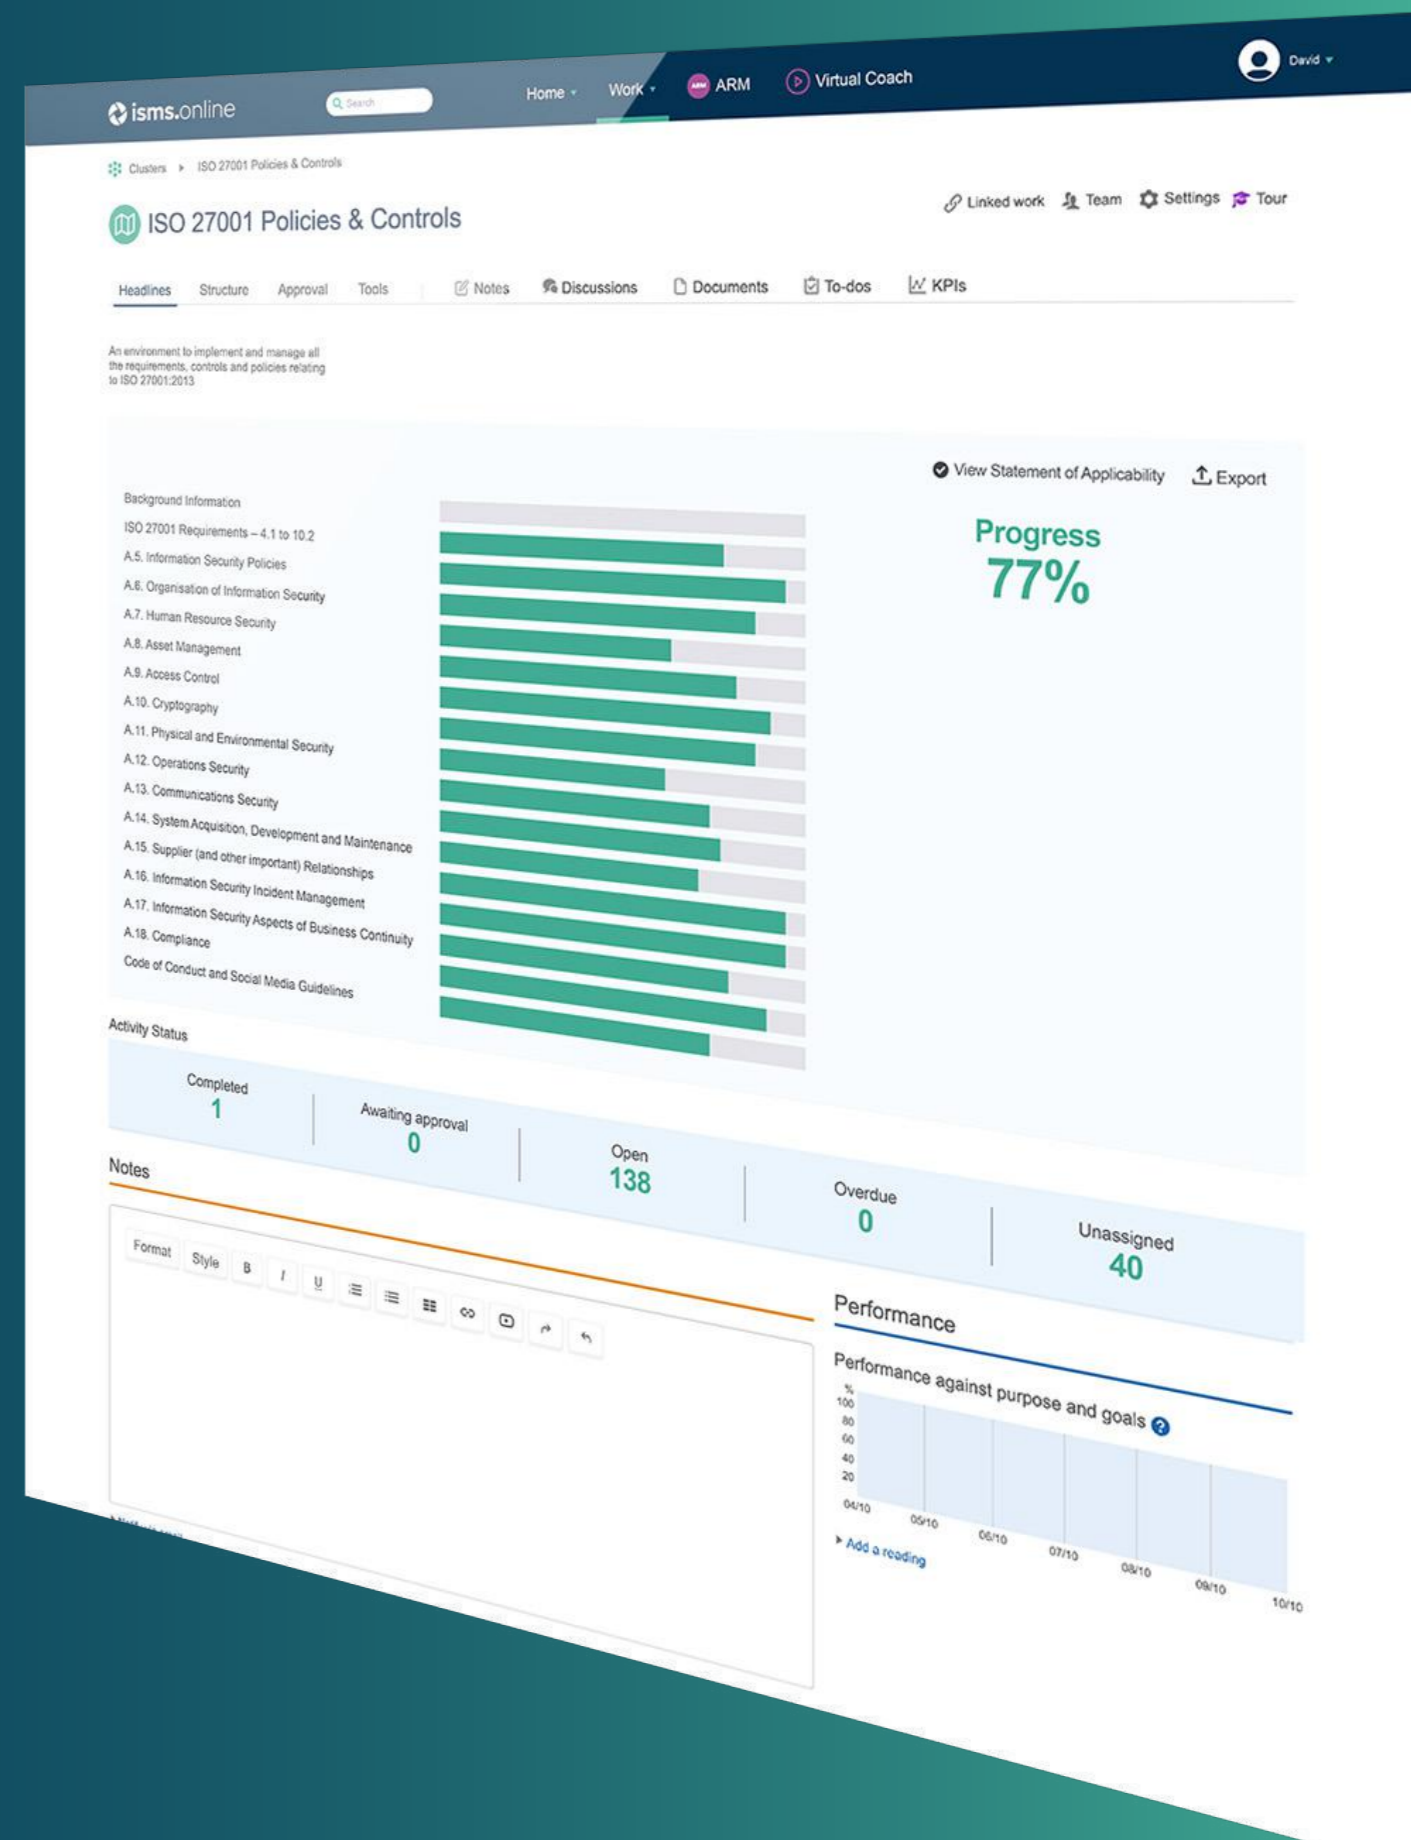 isms.online
Search
Home
Work
ARM ARM
Virtual Coach
David
Clusters
ISO 27001 Policies & Controls
ISO 27001 Policies & Controls
Linked work
Team
Settings
Tour
Headlines
Structure
Approval
Tools
Notes
Discussions
Documents
To-dos
KPIs
An environment to implement and manage all
the requirements, controls and policies relating
to ISO 27001:2013
View Statement of Applicability
Export
Progress
77%
Background Information
ISO 27001 Requirements – 4.1 to 10.2
A.5. Information Security Policies
A.6. Organisation of Information Security
A.7. Human Resource Security
A.8. Asset Management
A.9. Access Control
A.10. Cryptography
A.11. Physical and Environmental Security
A.12. Operations Security
A.13. Communications Security
A.14. System Acquisition, Development and Maintenance
A.15. Supplier (and other important) Relationships
A.16. Information Security Incident Management
A.17. Information Security Aspects of Business Continuity
A.18. Compliance
Code of Conduct and Social Media Guidelines
Activity Status
Completed
1
Awaiting approval
0
Open
138
Overdue
0
Unassigned
40
Notes
Format
Style
B
I
U
Performance
Performance against purpose and goals ?
%
100
80
60
40
20
04/10
05/10
06/10
07/10
08/10
09/10
10/10
Add a reading